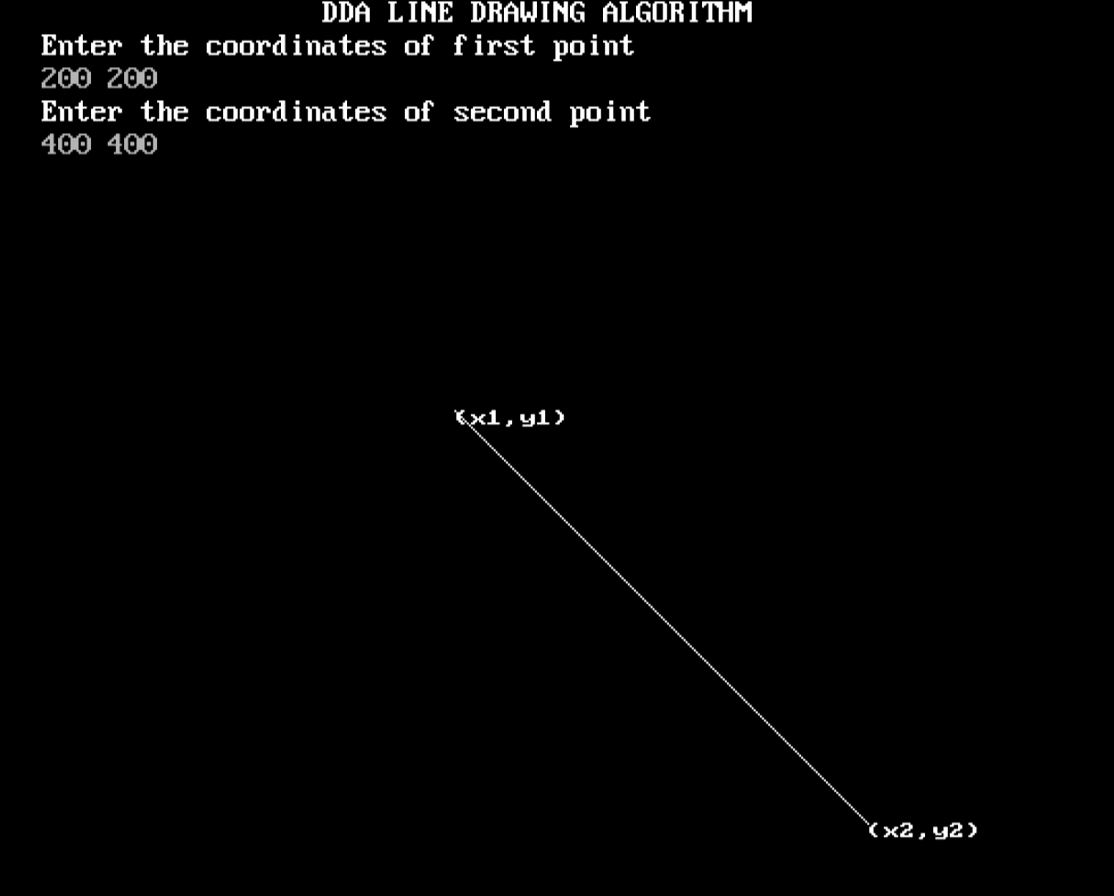 DDA LINE DRAWING ALGORITHM
Enter the coordinates of first point
200 200
Enter the coordinates of second point
400 400
(x1,y1)
(x2,y2)